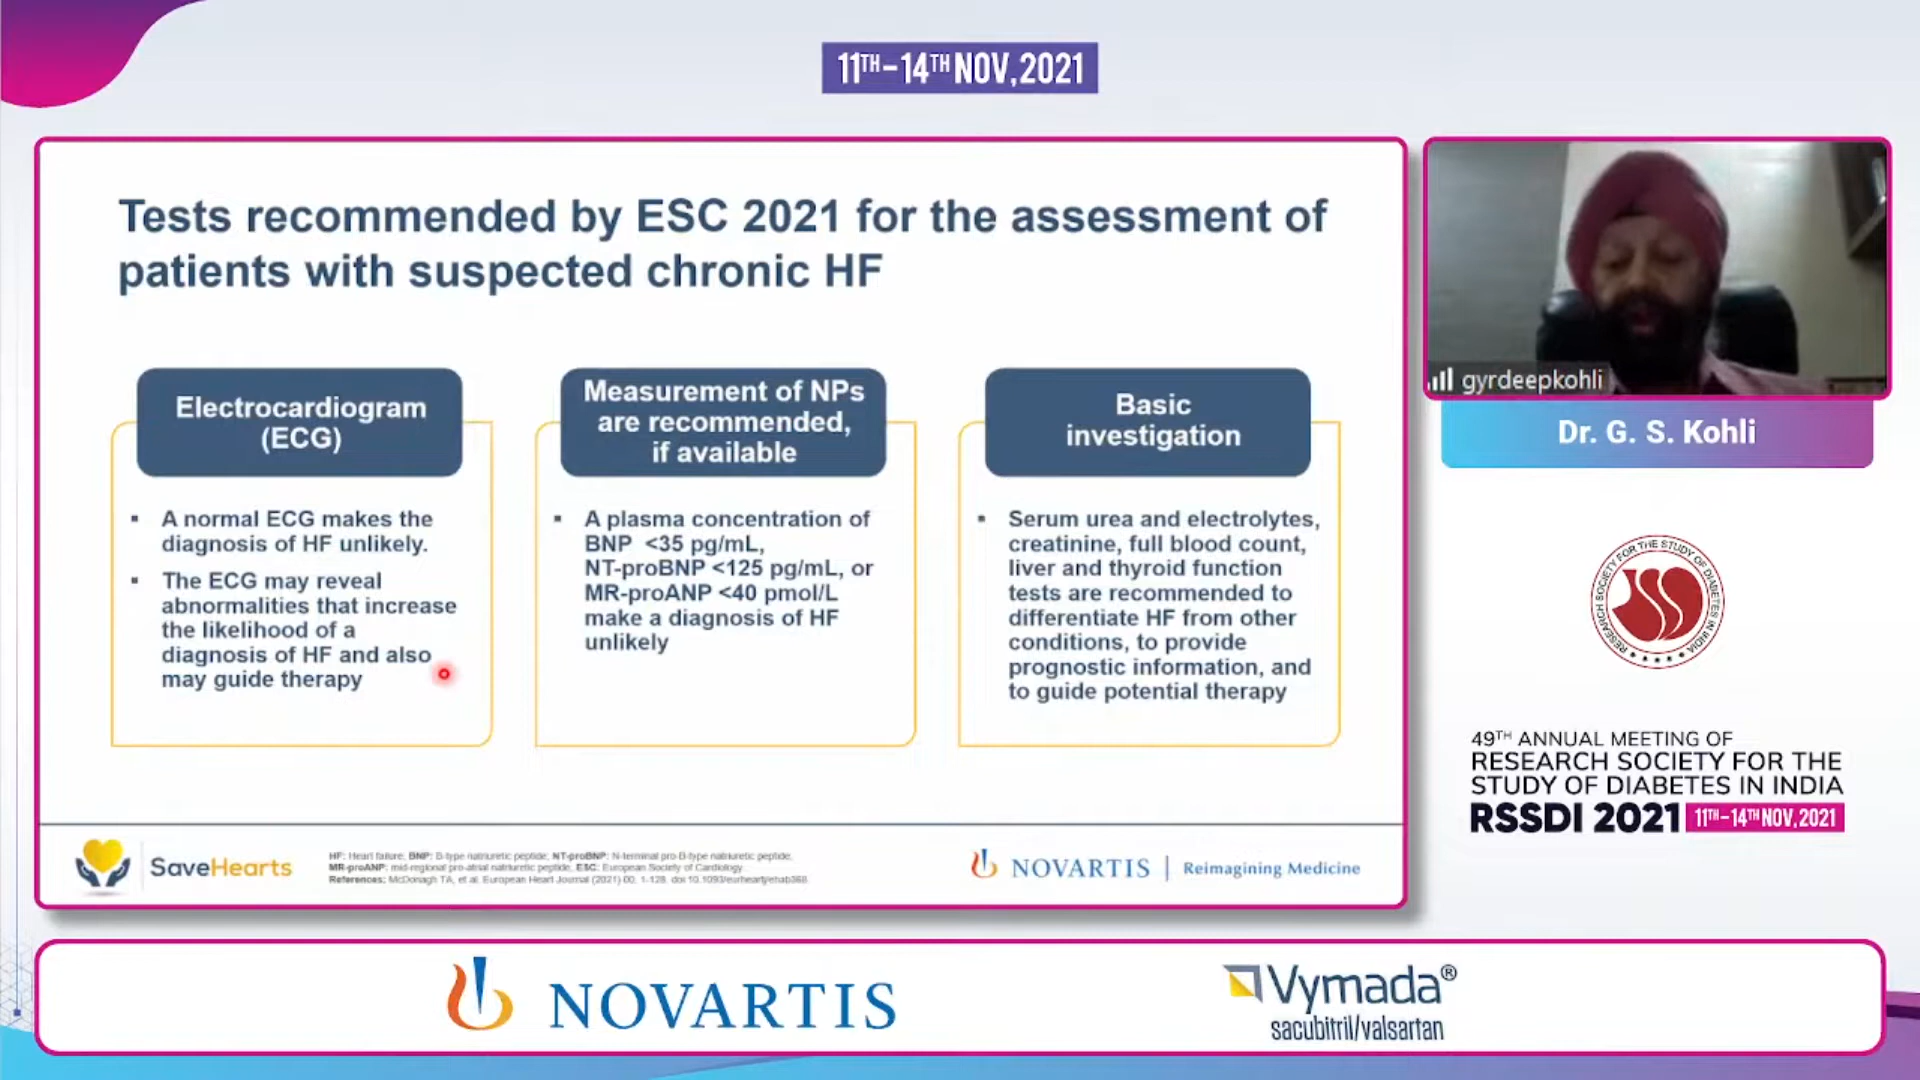 11TH-14TH NOV,2021
Tests recommended by ESC 2021 for the assessment of
patients with suspected chronic HF
Electrocardiogram
(ECG)
▪ A normal ECG makes the
diagnosis of HF unlikely.
▪ The ECG may reveal
abnormalities that increase
the likelihood of a
diagnosis of HF and also
may guide therapy
Measurement of NPs
are recommended,
if available
▪ A plasma concentration of
BNP <35 pg/mL,
NT-proBNP <125 pg/mL, or
MR-proANP <40 pmol/L
make a diagnosis of HF
unlikely
Basic
investigation
▪ Serum urea and electrolytes,
creatinine, full blood count,
liver and thyroid function
tests are recommended to
differentiate HF from other
conditions, to provide
prognostic information, and
to guide potential therapy
SaveHearts
HF: Heart failure, BNP: B-type natriuretic peptide, NT-proBNP: N-terminal pro-B-type natriuretic peptide,
MR-proANP: mid-regional pro-atrial natriuretic peptide, ESC: European Society of Cardiology
References: McDonagh TA, et al. European Heart Journal (2021) 00, 1-128. doi:10.1093/eurheartj/ehab368
NOVARTIS | Reimagining Medicine
gyrdeepkohli
Dr. G. S. Kohli
RESEARCH SOCIETY FOR THE STUDY OF DIABETES IN INDIA
49TH ANNUAL MEETING OF
RESEARCH SOCIETY FOR THE
STUDY OF DIABETES IN INDIA
RSSDI 2021 11TH-14TH NOV,2021
NOVARTIS
Vymada®
sacubitril/valsartan